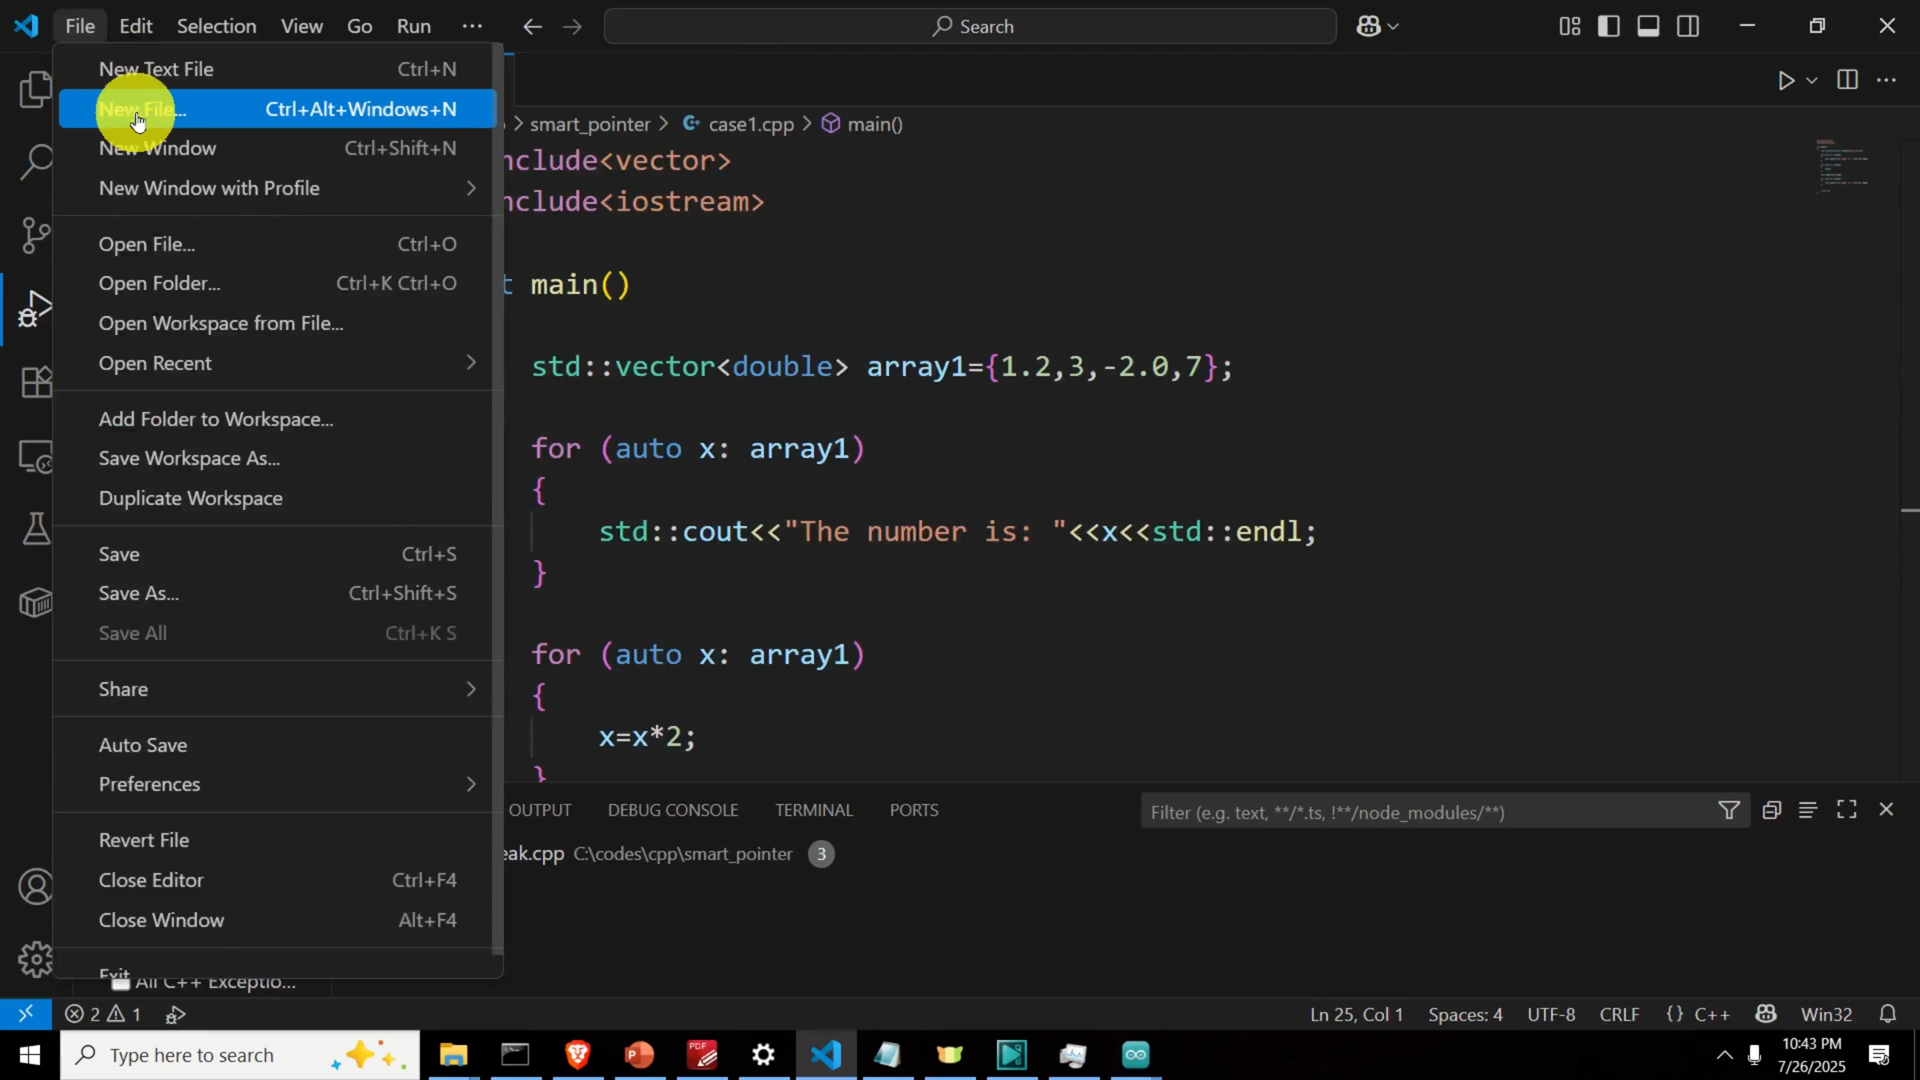 File Edit Selection View Go Run ··· Search
New Text File Ctrl+N
New File... Ctrl+Alt+Windows+N
New Window Ctrl+Shift+N
New Window with Profile
Open File... Ctrl+O
Open Folder... Ctrl+K Ctrl+O
Open Workspace from File...
Open Recent
Add Folder to Workspace...
Save Workspace As...
Duplicate Workspace
Save Ctrl+S
Save As... Ctrl+Shift+S
Save All Ctrl+K S
Share
Auto Save
Preferences
Revert File
Close Editor Ctrl+F4
Close Window Alt+F4
Exit
All C++ Exceptio...
> smart_pointer > case1.cpp > main()
nclude<vector>
nclude<iostream>
t main()
std::vector<double> array1={1.2,3,-2.0,7};
for (auto x: array1)
{
std::cout<<"The number is: "<<x<<std::endl;
}
for (auto x: array1)
{
x=x*2;
}
OUTPUT DEBUG CONSOLE TERMINAL PORTS Filter (e.g. text, **/*.ts, !**/node_modules/**)
eak.cpp C:\codes\cpp\smart_pointer 3
2 1 Ln 25, Col 1 Spaces: 4 UTF-8 CRLF {} C++ Win32
Type here to search PDF 10:43 PM
7/26/2025